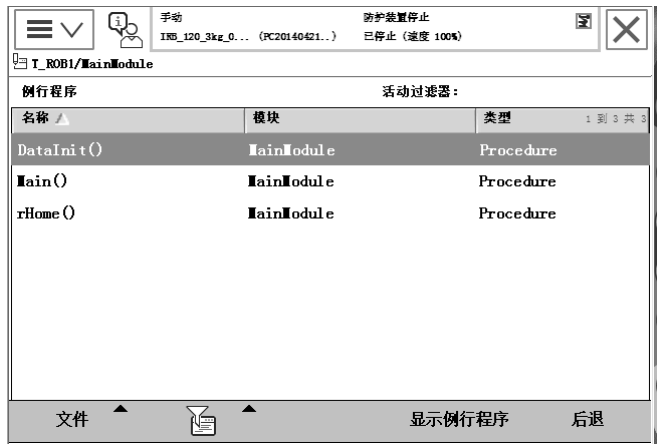 手动 防护装置停止
IRB_120_3kg_0... (PC20140421..) 已停止 (速度 100%)
T_ROB1/MainModule
例行程序 活动过滤器：
名称 模块 类型 1 到 3 共 3
DataInit() MainModule Procedure
Main() MainModule Procedure
rHome() MainModule Procedure
文件 显示例行程序 后退